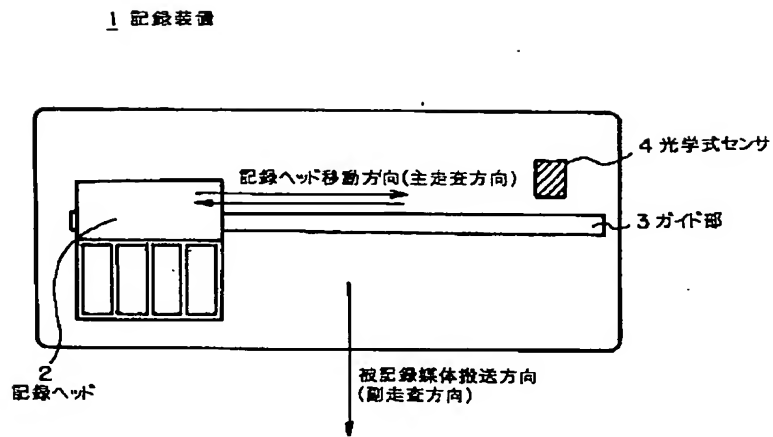 1 記録装置
4 光学式センサ
記録ヘッド移動方向(主走査方向)
3 ガイド部
2
記録ヘッド
被記録媒体搬送方向
(副走査方向)